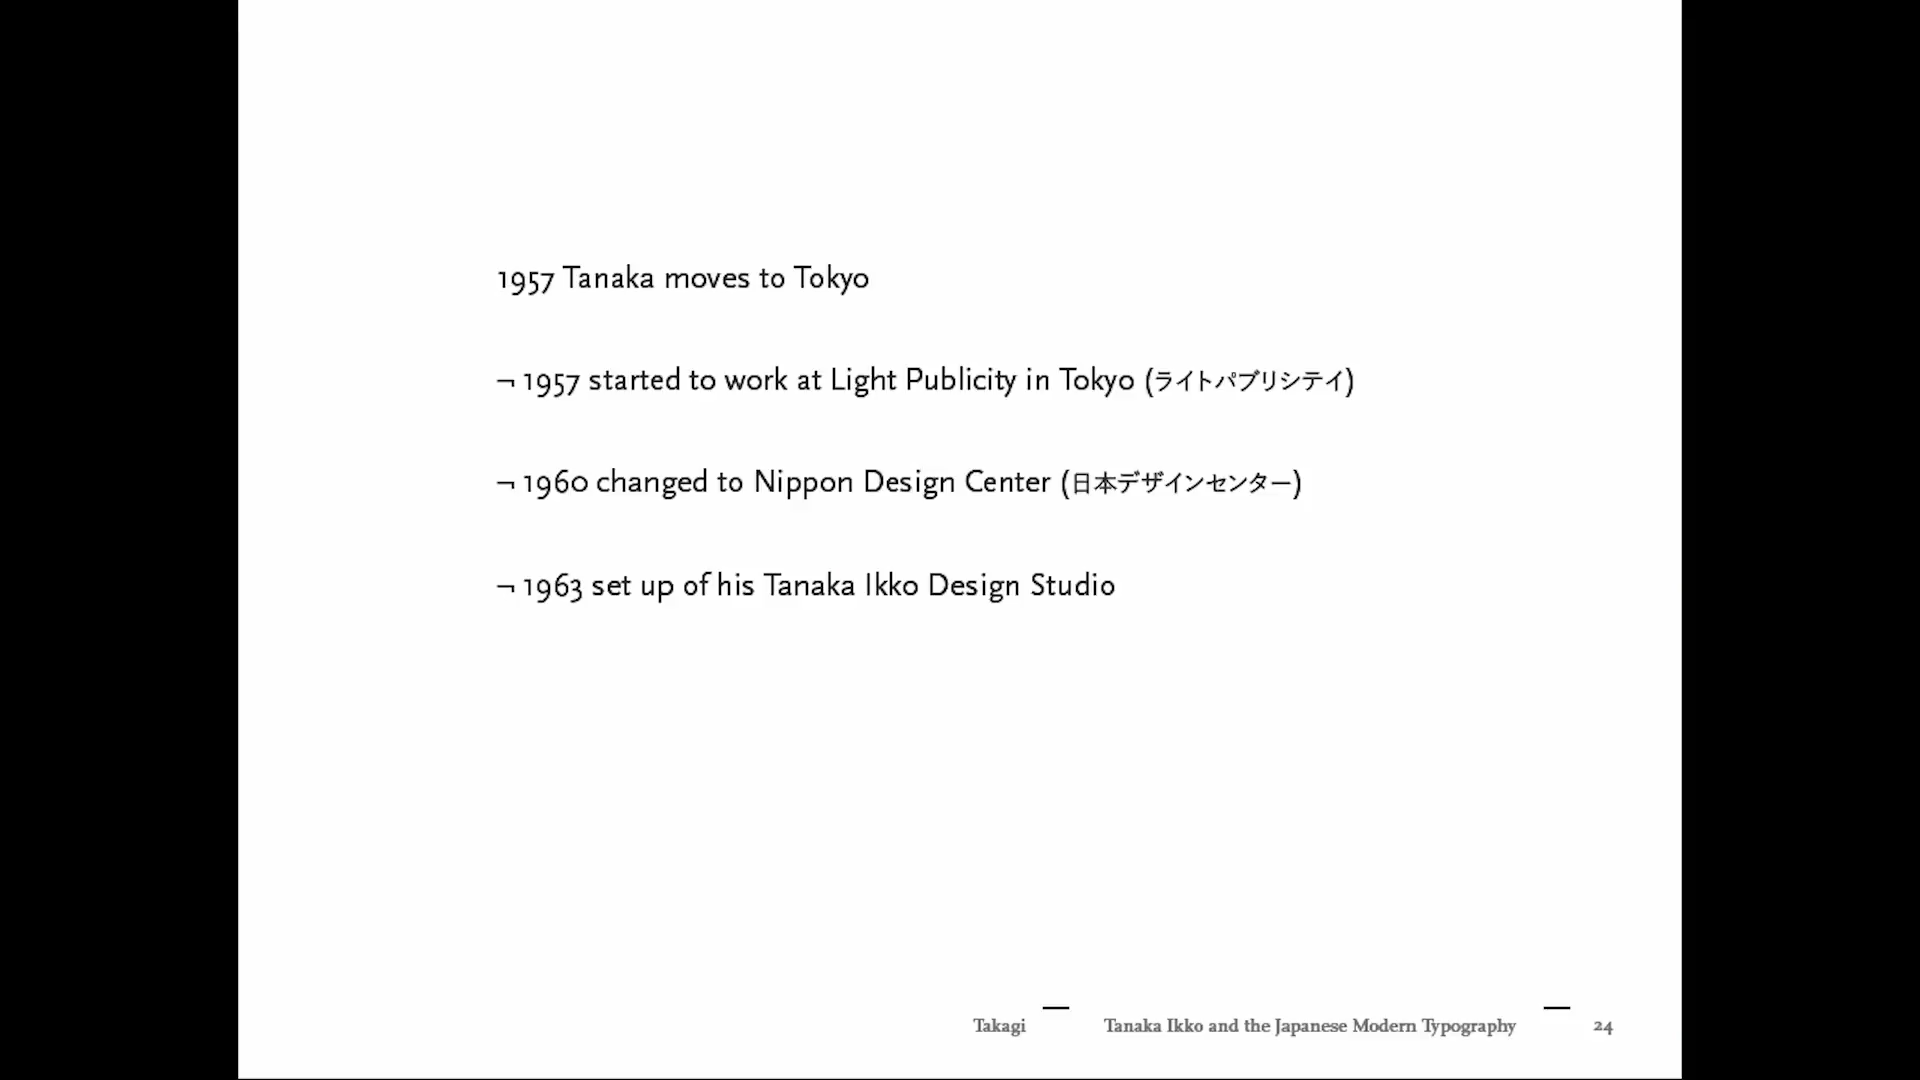 1957 Tanaka moves to Tokyo
¬ 1957 started to work at Light Publicity in Tokyo (ライトパブリシテイ)
¬ 1960 changed to Nippon Design Center (日本デザインセンター)
¬ 1963 set up of his Tanaka Ikko Design Studio
Takagi — Tanaka Ikko and the Japanese Modern Typography — 24